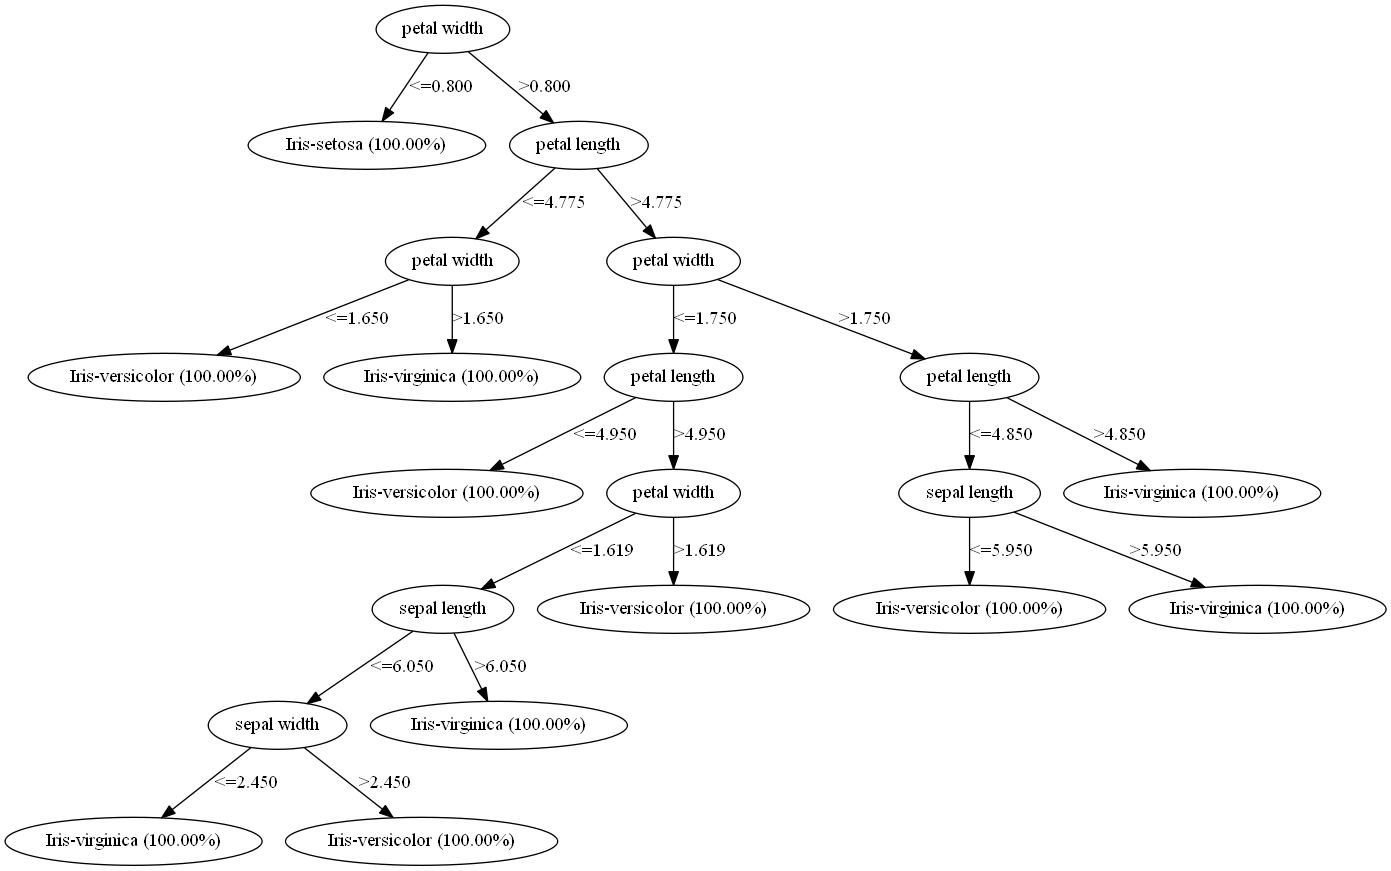 petal width
<=0.800
>0.800
Iris-setosa (100.00%)
petal length
<=4.775
>4.775
petal width
petal width
<=1.650
>1.650
<=1.750
>1.750
Iris-versicolor (100.00%)
Iris-virginica (100.00%)
petal length
petal length
<=4.950
>4.950
<=4.850
>4.850
Iris-versicolor (100.00%)
petal width
sepal length
Iris-virginica (100.00%)
<=1.619
>1.619
<=5.950
>5.950
sepal length
Iris-versicolor (100.00%)
Iris-versicolor (100.00%)
Iris-virginica (100.00%)
<=6.050
>6.050
sepal width
Iris-virginica (100.00%)
<=2.450
>2.450
Iris-virginica (100.00%)
Iris-versicolor (100.00%)